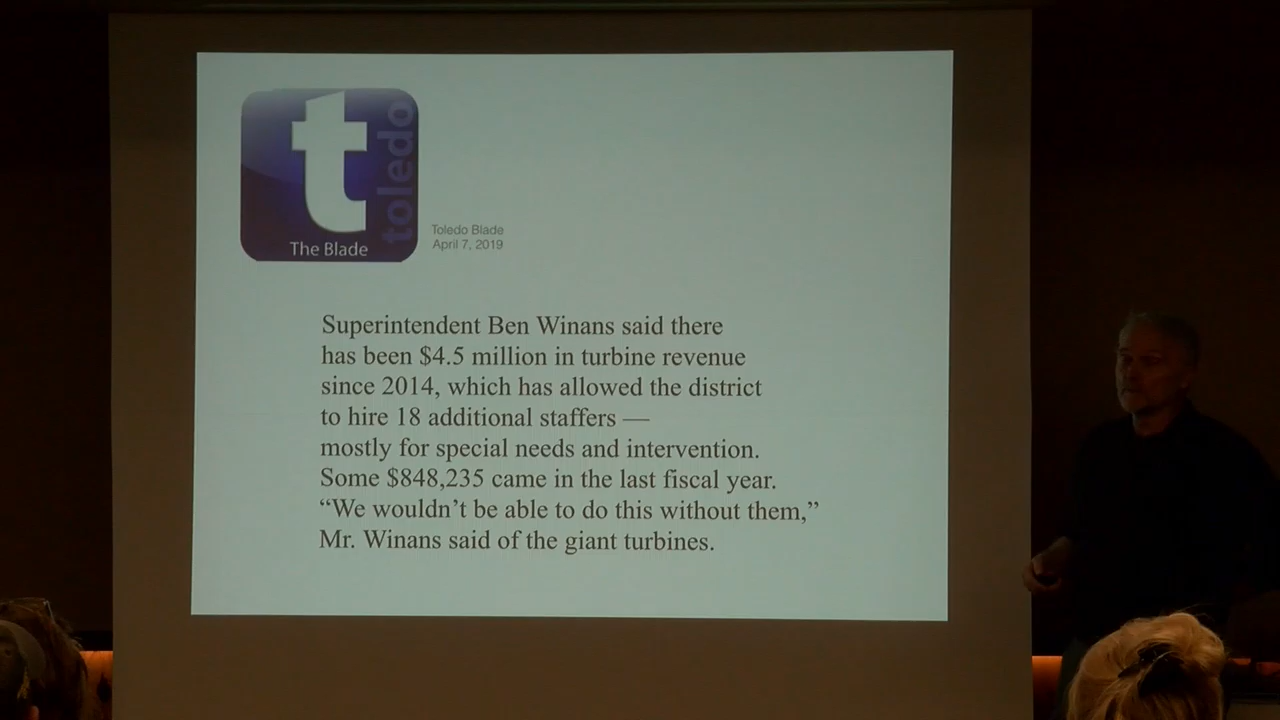 t
toledo
The Blade
Toledo Blade
April 7, 2019
Superintendent Ben Winans said there
has been $4.5 million in turbine revenue
since 2014, which has allowed the district
to hire 18 additional staffers —
mostly for special needs and intervention.
Some $848,235 came in the last fiscal year.
“We wouldn’t be able to do this without them,”
Mr. Winans said of the giant turbines.